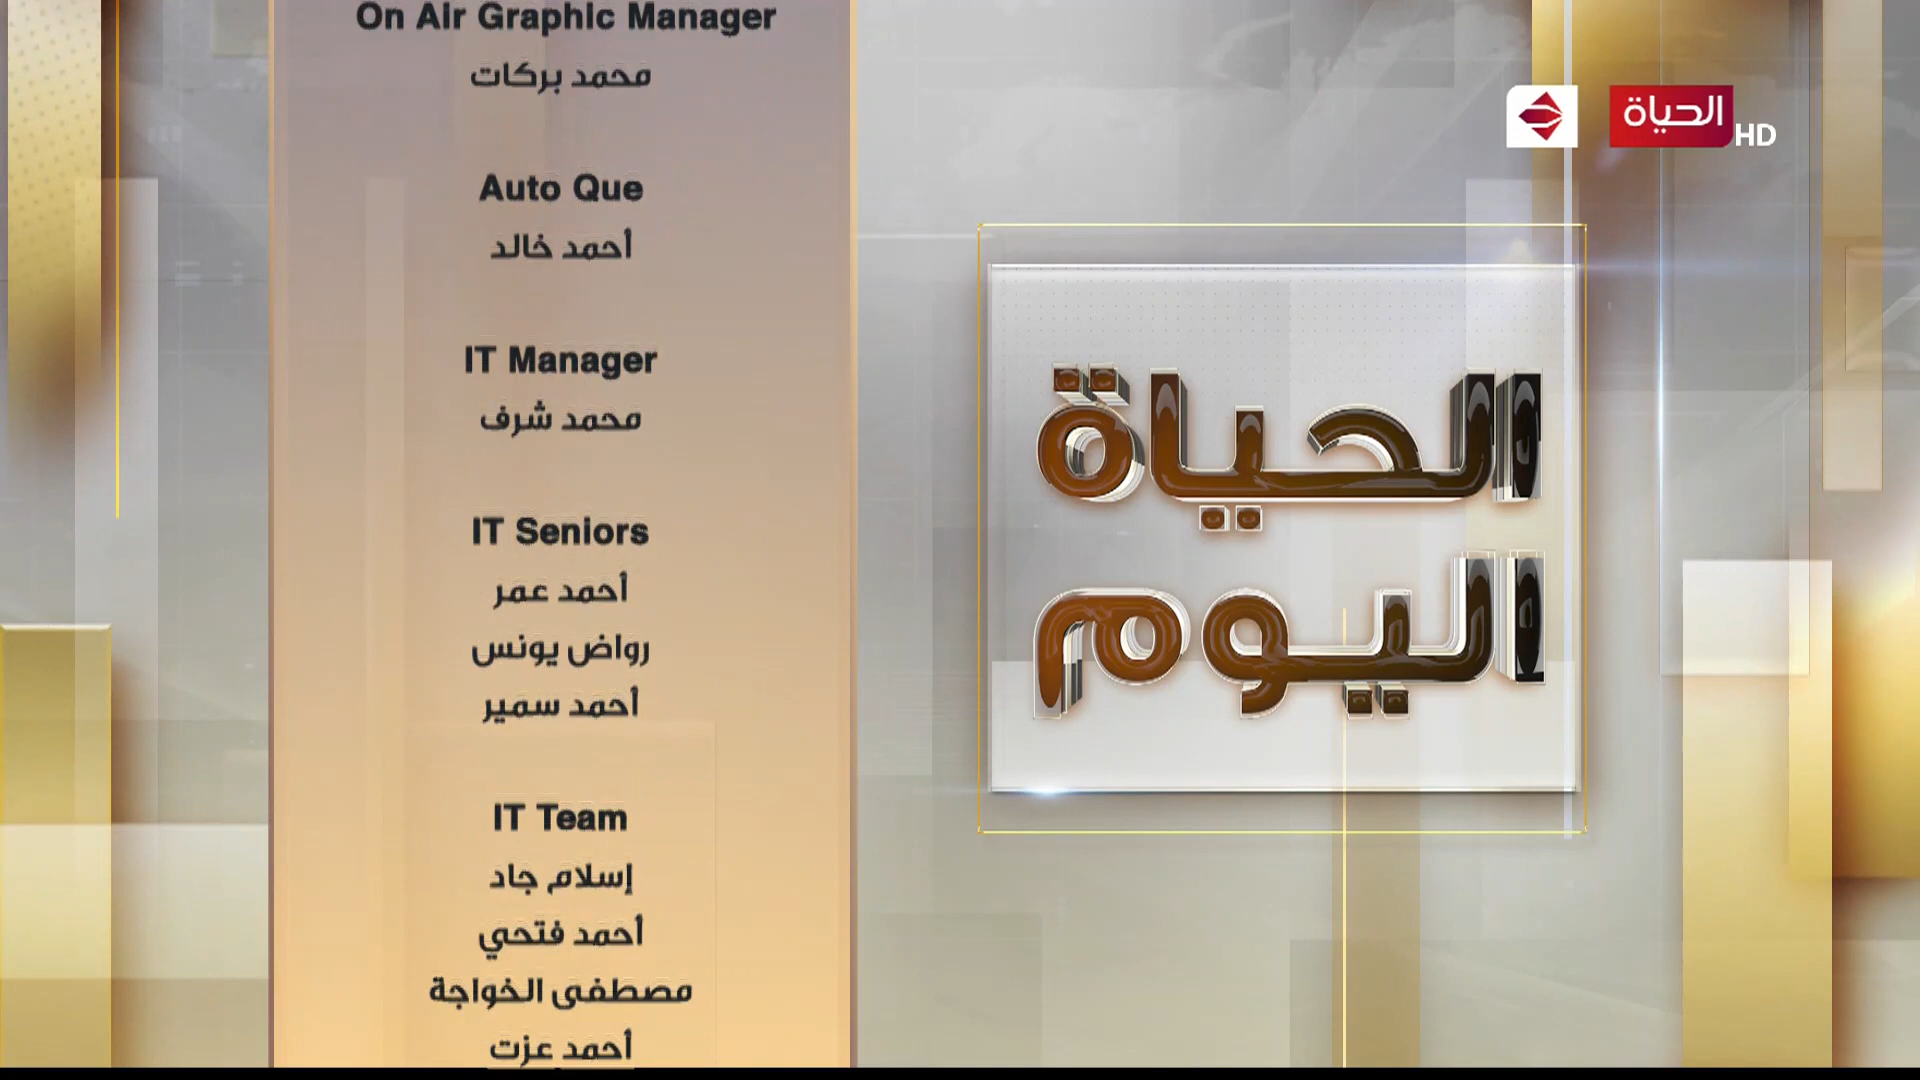 On Air Graphic Manager
محمد بركات
Auto Que
أحمد خالد
IT Manager
محمد شرف
IT Seniors
أحمد عمر
رواض يونس
أحمد سمير
IT Team
إسلام جاد
أحمد فتحي
مصطفى الخواجة
أحمد عزت
الحياة HD
الحياة
اليوم